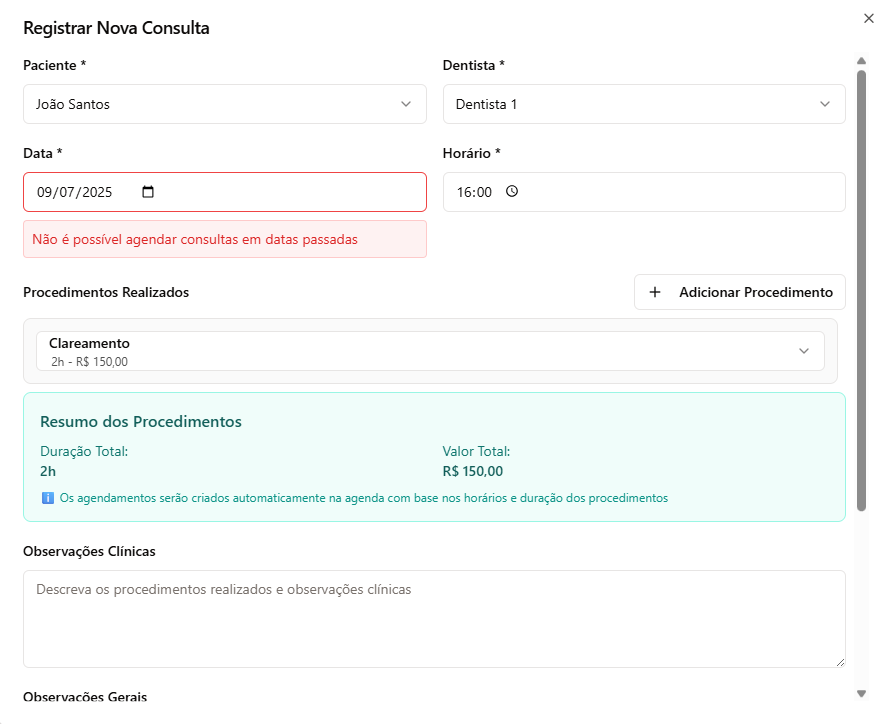 Registrar Nova Consulta
Paciente *
Dentista *
João Santos
Dentista 1
Data *
Horário *
09/07/2025
16:00
Não é possível agendar consultas em datas passadas
Procedimentos Realizados
+ Adicionar Procedimento
Clareamento
2h - R$ 150,00
Resumo dos Procedimentos
Duração Total:
Valor Total:
2h
R$ 150,00
ℹ️ Os agendamentos serão criados automaticamente na agenda com base nos horários e duração dos procedimentos
Observações Clínicas
Descreva os procedimentos realizados e observações clínicas
Observações Gerais